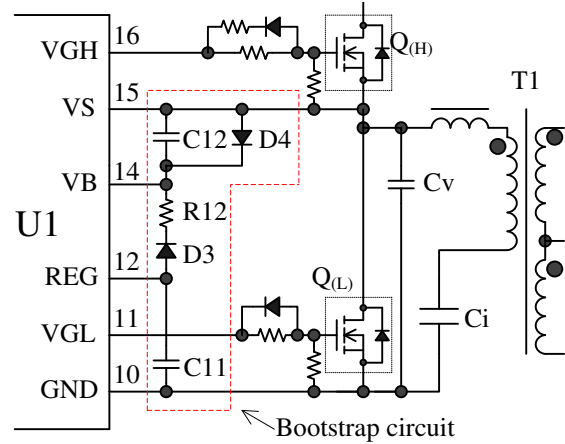 16
VGH
Q(H)
15
T1
VS
C12
D4
14
VB
Cv
R12
U1
D3
12
REG
Q(L)
11
VGL
Ci
C11
10
GND
Bootstrap circuit